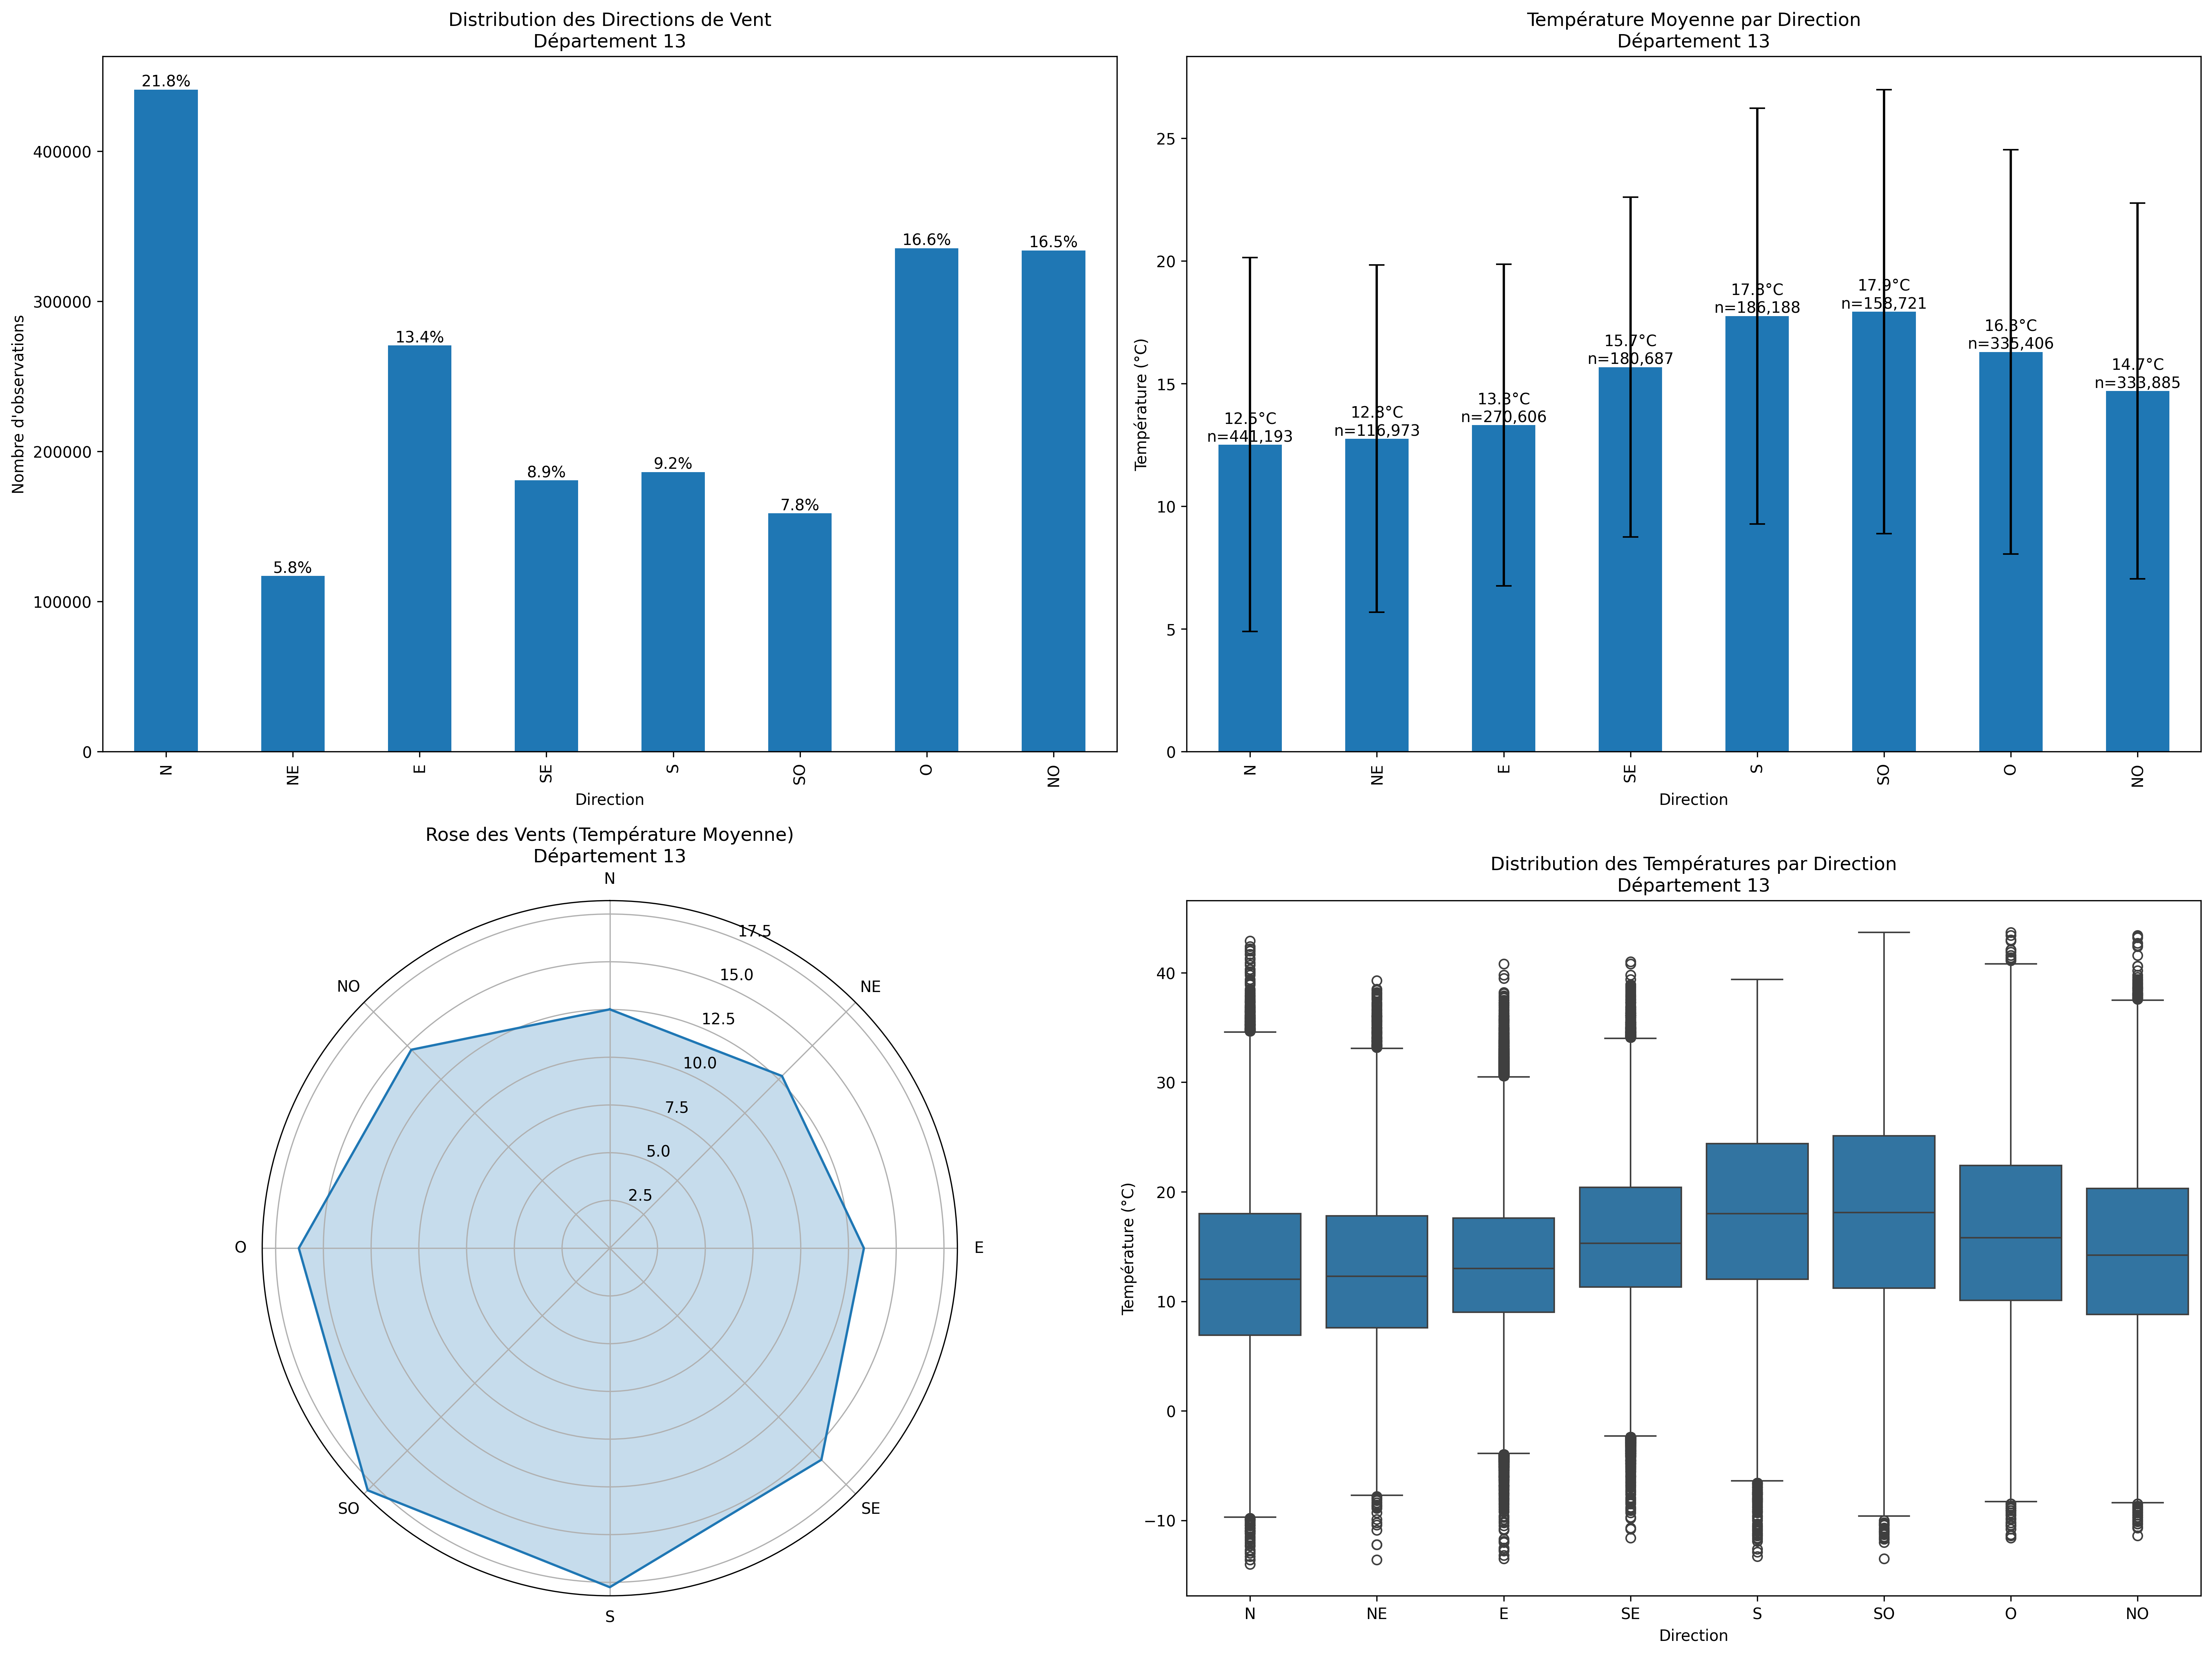 Distribution des Directions de Vent
Département 13
21.8%
5.8%
13.4%
8.9%
9.2%
7.8%
16.6%
16.5%
400000
300000
200000
100000
0
Nombre d'observations
N
NE
E
SE
S
SO
O
NO
Direction
Température Moyenne par Direction
Département 13
25
20
15
10
5
0
Température (°C)
12.5°C
n=441,193
12.8°C
n=116,973
13.3°C
n=270,606
15.7°C
n=180,687
17.8°C
n=186,188
17.9°C
n=158,721
16.3°C
n=335,406
14.7°C
n=333,885
N
NE
E
SE
S
SO
O
NO
Direction
Rose des Vents (Température Moyenne)
Département 13
N
NE
E
SE
S
SO
O
NO
17.5
15.0
12.5
10.0
7.5
5.0
2.5
Distribution des Températures par Direction
Département 13
40
30
20
10
0
−10
Température (°C)
N
NE
E
SE
S
SO
O
NO
Direction